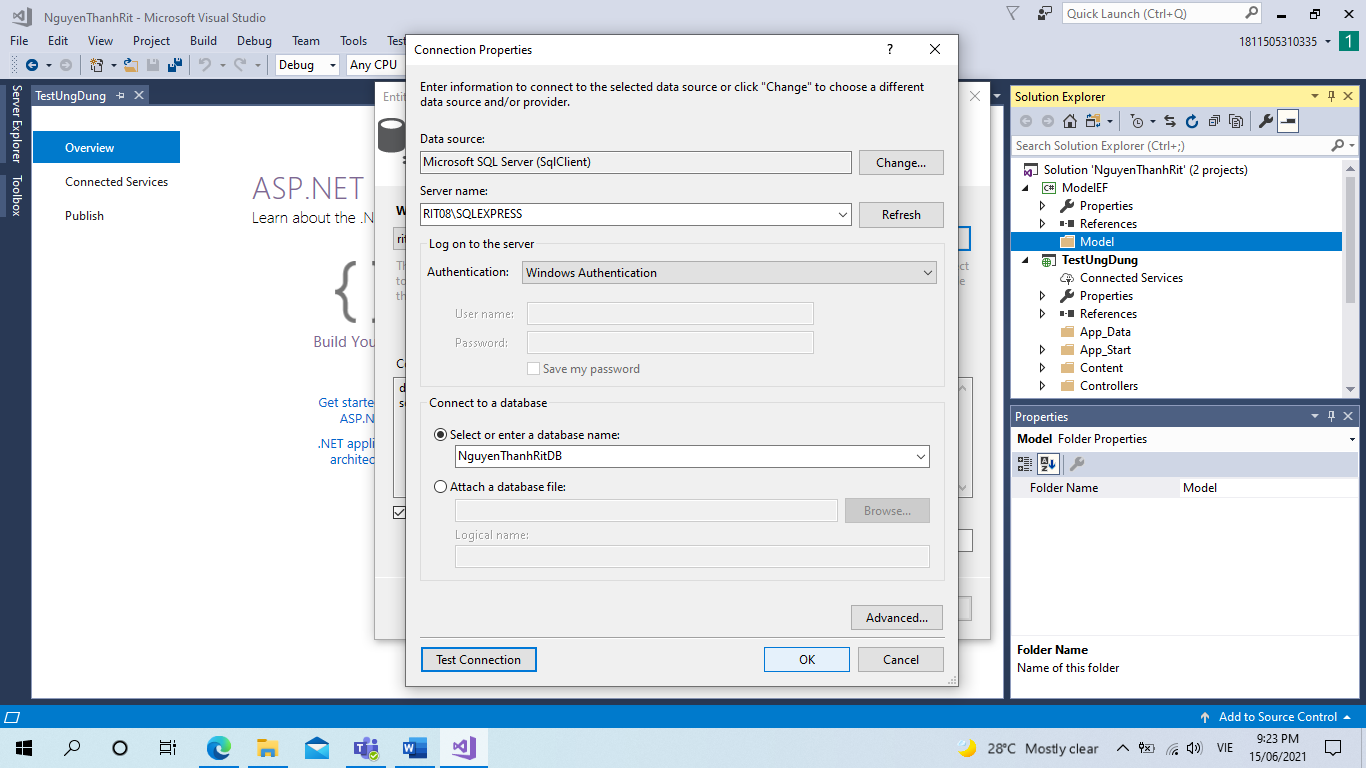 NguyenThanhRit - Microsoft Visual Studio
Quick Launch (Ctrl+Q)
File Edit View Project Build Debug Team Tools Test
1811505310335
1
Debug Any CPU
Server Explorer
Toolbox
TestUngDung
Overview
Connected Services
Publish
ASP.NET
Learn about the .N
{ }
Build You
Get starte
ASP.N
.NET appli
architec
Connection Properties
?
Enter information to connect to the selected data source or click "Change" to choose a different
data source and/or provider.
Data source:
Microsoft SQL Server (SqlClient)
Change...
Server name:
RIT08\SQLEXPRESS
Refresh
Log on to the server
Authentication: Windows Authentication
User name:
Password:
Save my password
Connect to a database
Select or enter a database name:
NguyenThanhRitDB
Attach a database file:
Browse...
Logical name:
Advanced...
Test Connection OK Cancel
Solution Explorer
Search Solution Explorer (Ctrl+;)
Solution 'NguyenThanhRit' (2 projects)
ModelEF
Properties
References
Model
TestUngDung
Connected Services
Properties
References
App_Data
App_Start
Content
Controllers
Properties
Model Folder Properties
Folder Name Model
Folder Name
Name of this folder
Add to Source Control
28°C Mostly clear
VIE
9:23 PM
15/06/2021